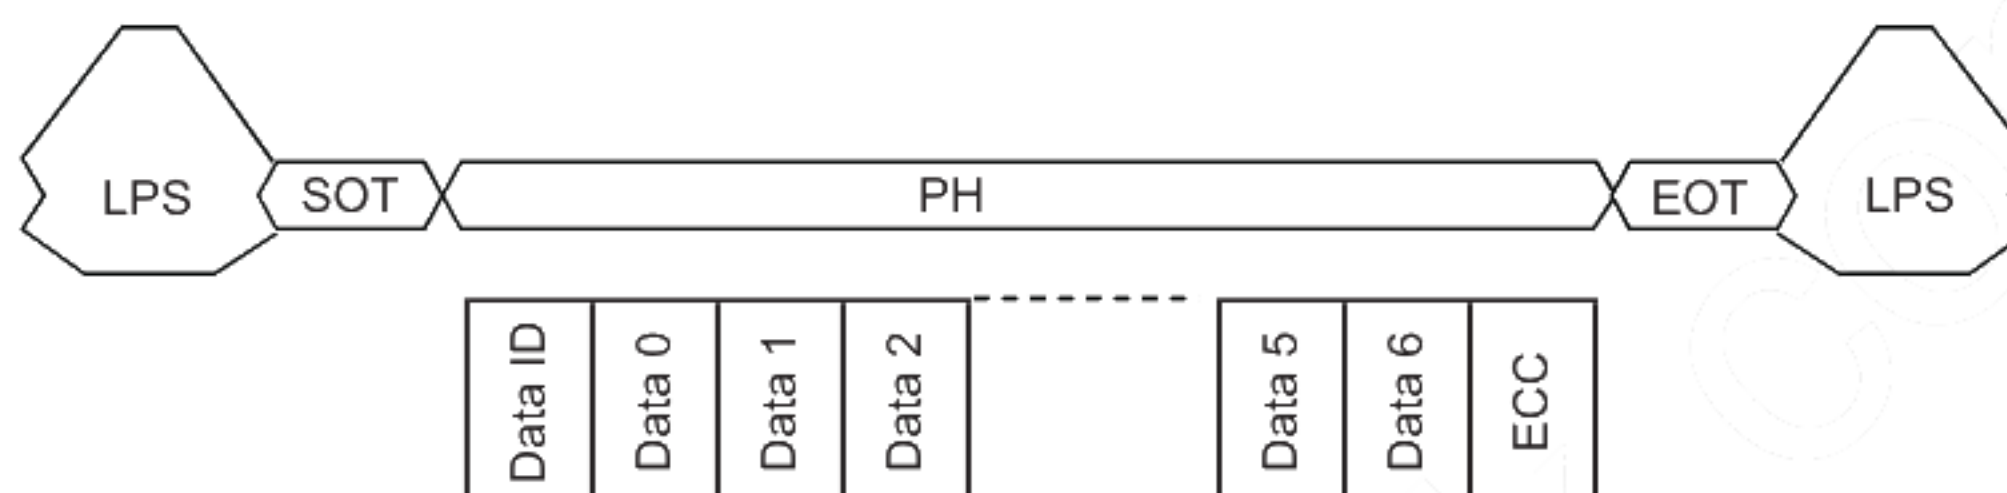 LPS SOT PH EOT LPS
Data ID Data 0 Data 1 Data 2 Data 5 Data 6 ECC